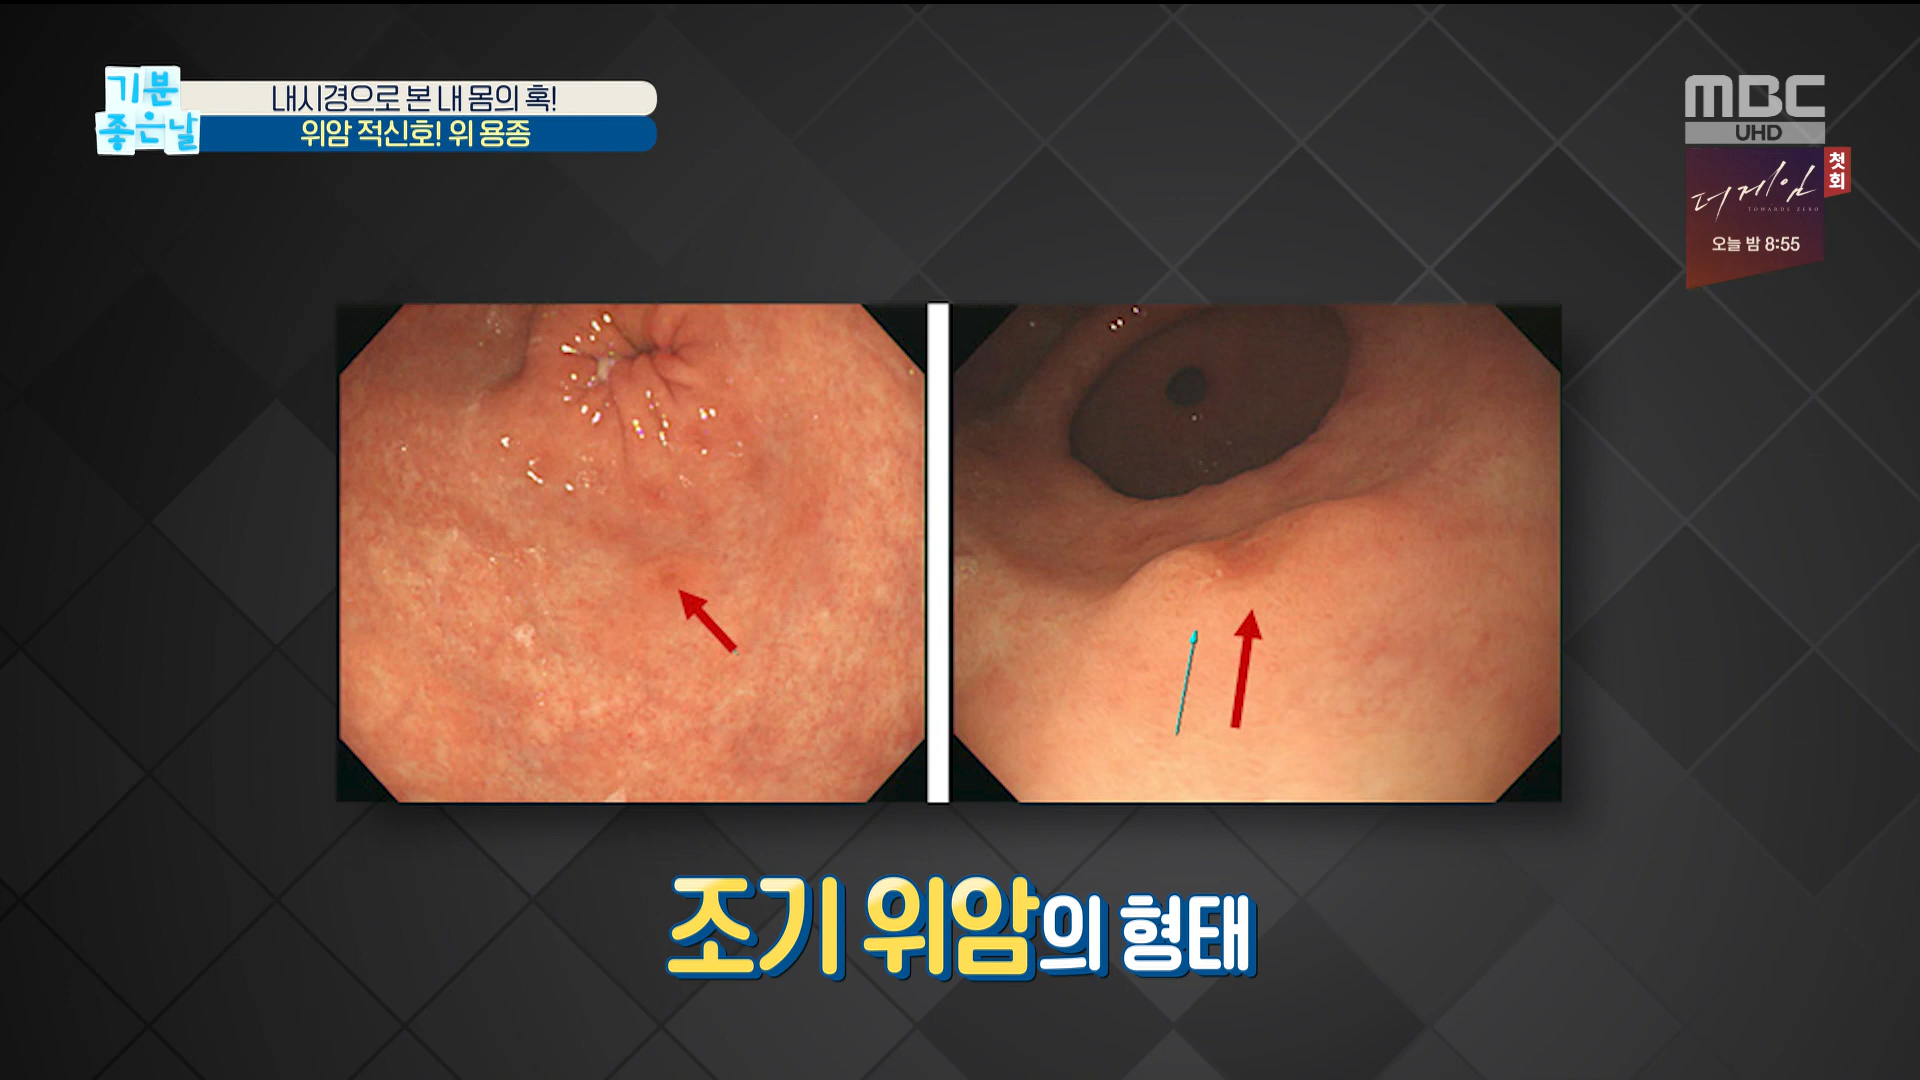 기분
좋은날
내시경으로 본 내 몸의 혹!
위암 적신호! 위 용종
MBC
UHD
첫회
더 게임
TOWARDS ZERO
오늘 밤 8:55
조기 위암의 형태